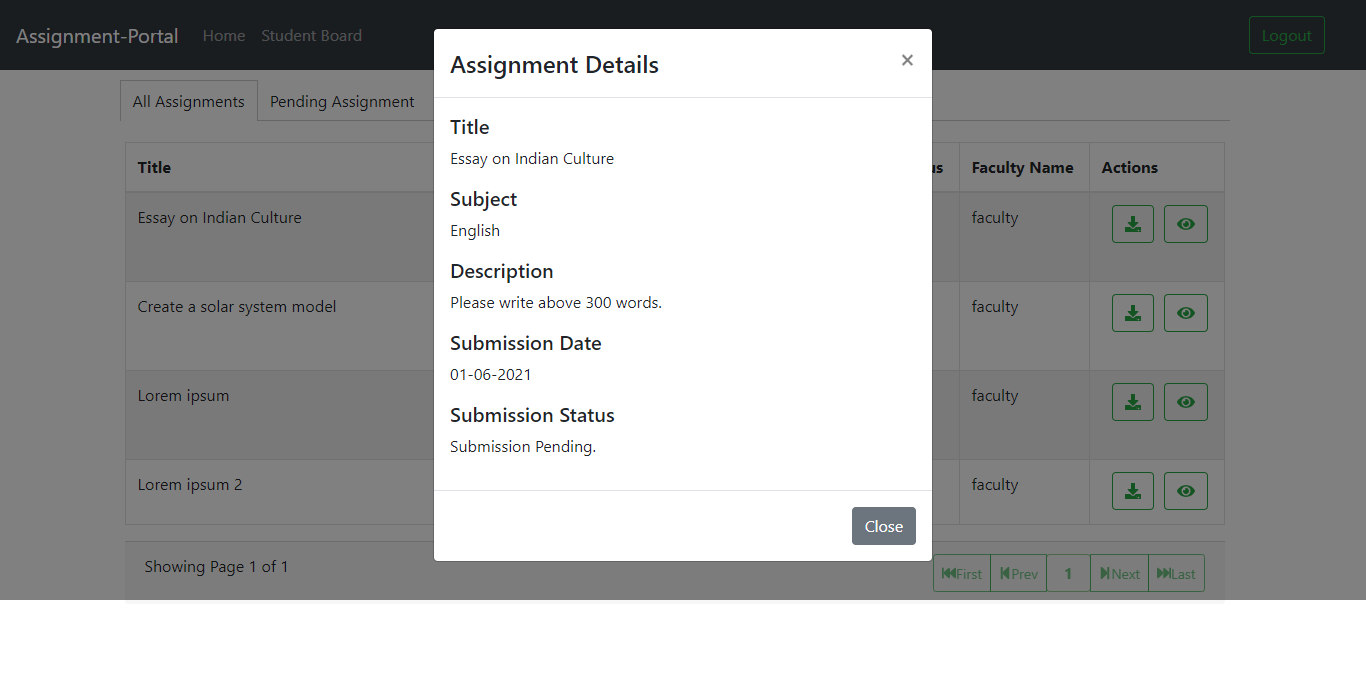 Assignment-Portal Home Student Board Logout
All Assignments Pending Assignment
Assignment Details ×
Title
Essay on Indian Culture
Subject
English
Description
Please write above 300 words.
Submission Date
01-06-2021
Submission Status
Submission Pending.
Close
Title Faculty Name Actions
Essay on Indian Culture faculty
Create a solar system model faculty
Lorem ipsum faculty
Lorem ipsum 2 faculty
Showing Page 1 of 1 First Prev 1 Next Last